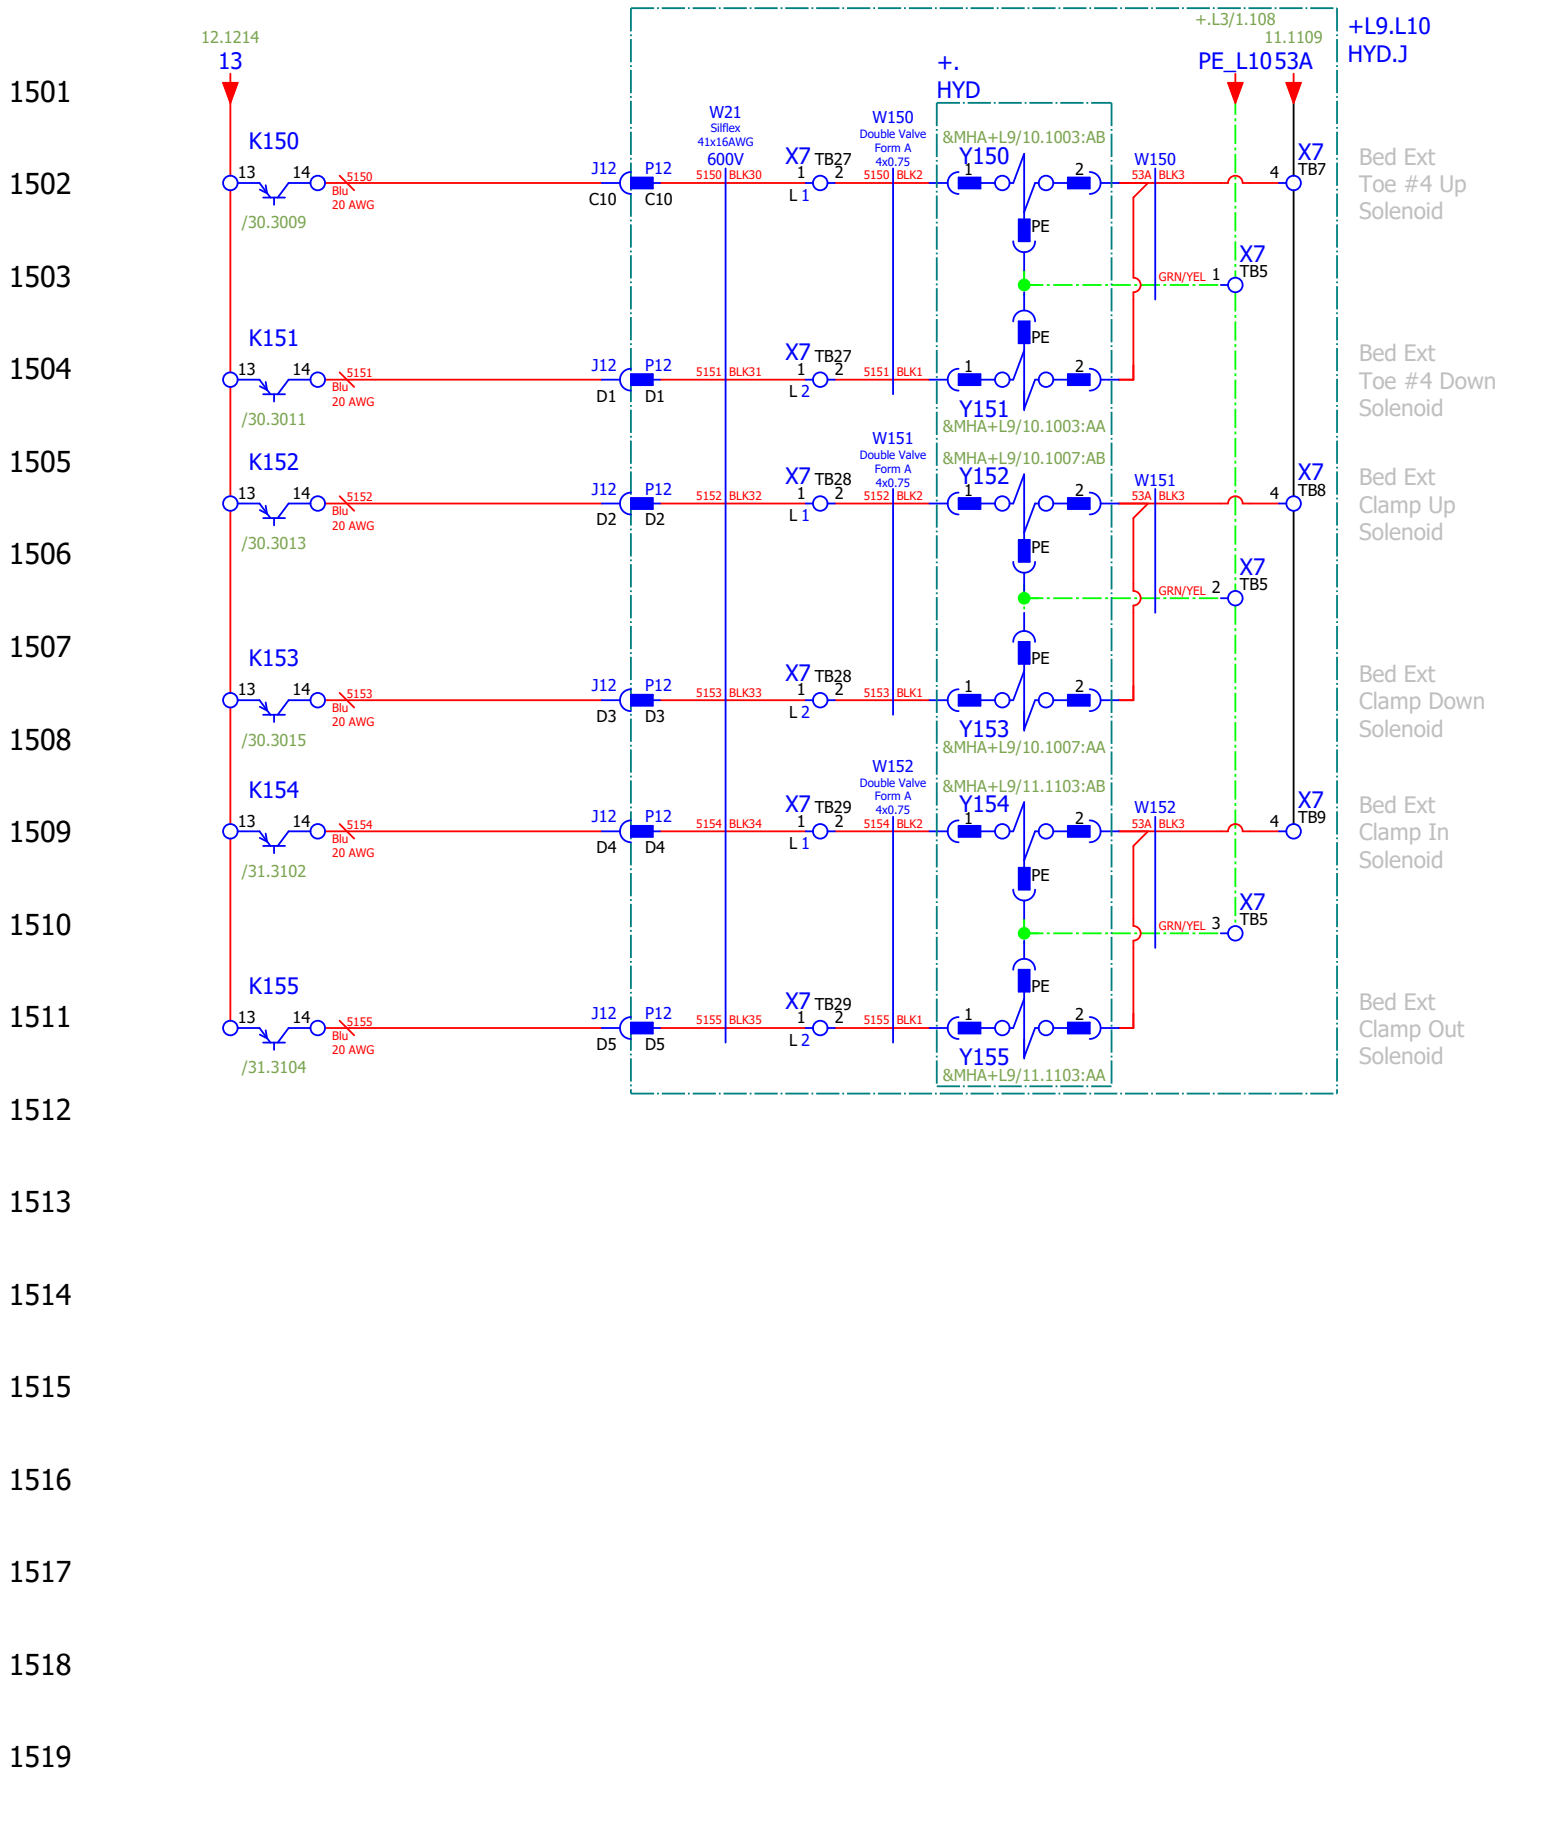 12.1214
13
+.L3/1.108
11.1109
PE_L10 53A
+L9.L10
HYD.J
+.
HYD
1501
K150
W21
Silflex
41x16AWG
600V
W150
Double Valve
Form A
4x0.75
&MHA+L9/10.1003:AB
Y150
W150
X7
TB7
Bed Ext
Toe #4 Up
Solenoid
1502
13 14 5150
Blu
20 AWG
J12 P12
C10 C10
5150 BLK30
X7 TB27
1 2
L 1
5150 BLK2
1 2
53A BLK3
4
/30.3009
PE
1503
GRN/YEL 1
X7
TB5
PE
K151
1504
13 14 5151
Blu
20 AWG
J12 P12
D1 D1
5151 BLK31
X7 TB27
1 2
L 2
5151 BLK1
1 2
Y151
&MHA+L9/10.1003:AA
Bed Ext
Toe #4 Down
Solenoid
/30.3011
1505
K152
W151
Double Valve
Form A
4x0.75
&MHA+L9/10.1007:AB
Y152
W151
X7
TB8
Bed Ext
Clamp Up
Solenoid
13 14 5152
Blu
20 AWG
J12 P12
D2 D2
5152 BLK32
X7 TB28
1 2
L 1
5152 BLK2
1 2
53A BLK3
4
/30.3013
1506
PE
GRN/YEL 2
X7
TB5
1507
PE
K153
13 14 5153
Blu
20 AWG
J12 P12
D3 D3
5153 BLK33
X7 TB28
1 2
L 2
5153 BLK1
1 2
Y153
&MHA+L9/10.1007:AA
Bed Ext
Clamp Down
Solenoid
/30.3015
1508
K154
W152
Double Valve
Form A
4x0.75
&MHA+L9/11.1103:AB
Y154
W152
X7
TB9
Bed Ext
Clamp In
Solenoid
1509
13 14 5154
Blu
20 AWG
J12 P12
D4 D4
5154 BLK34
X7 TB29
1 2
L 1
5154 BLK2
1 2
53A BLK3
4
/31.3102
PE
1510
GRN/YEL 3
X7
TB5
PE
K155
1511
13 14 5155
Blu
20 AWG
J12 P12
D5 D5
5155 BLK35
X7 TB29
1 2
L 2
5155 BLK1
1 2
Y155
&MHA+L9/11.1103:AA
Bed Ext
Clamp Out
Solenoid
/31.3104
1512
1513
1514
1515
1516
1517
1518
1519